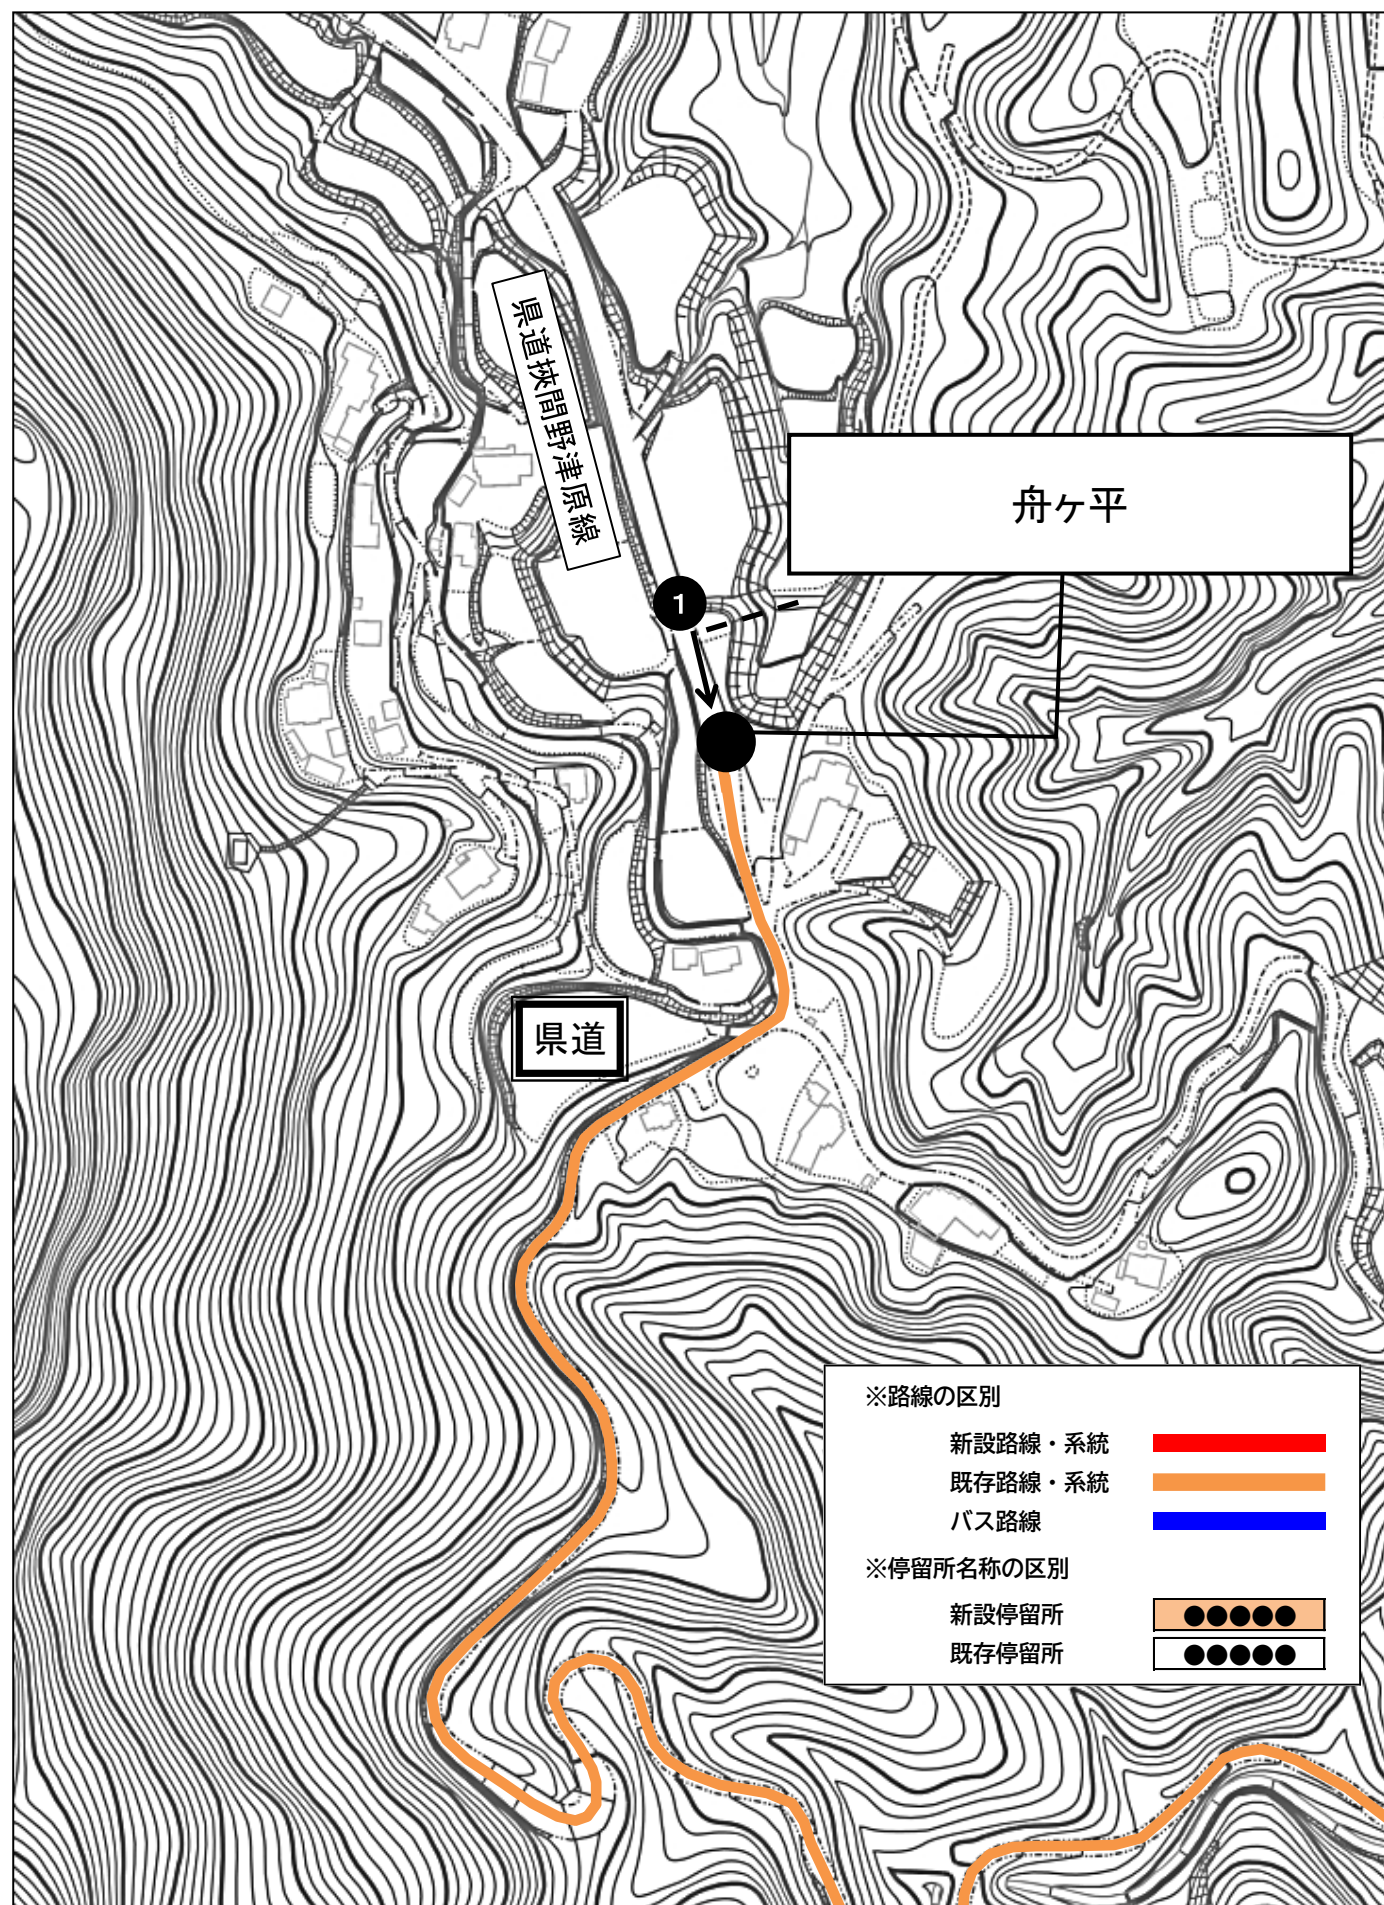 県道挾間野津原線
舟ヶ平
1
県道
※路線の区別
新設路線・系統
既存路線・系統
バス路線
※停留所名称の区別
新設停留所 ●●●●●
既存停留所 ●●●●●